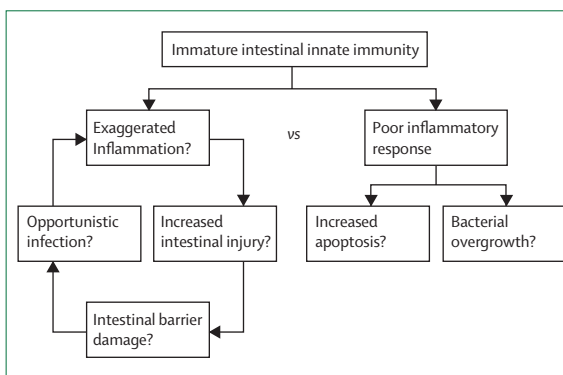 Immature intestinal innate immunity
Exaggerated
Inflammation?
vs
Poor inflammatory
response
Opportunistic
infection?
Increased
intestinal injury?
Increased
apoptosis?
Bacterial
overgrowth?
Intestinal barrier
damage?